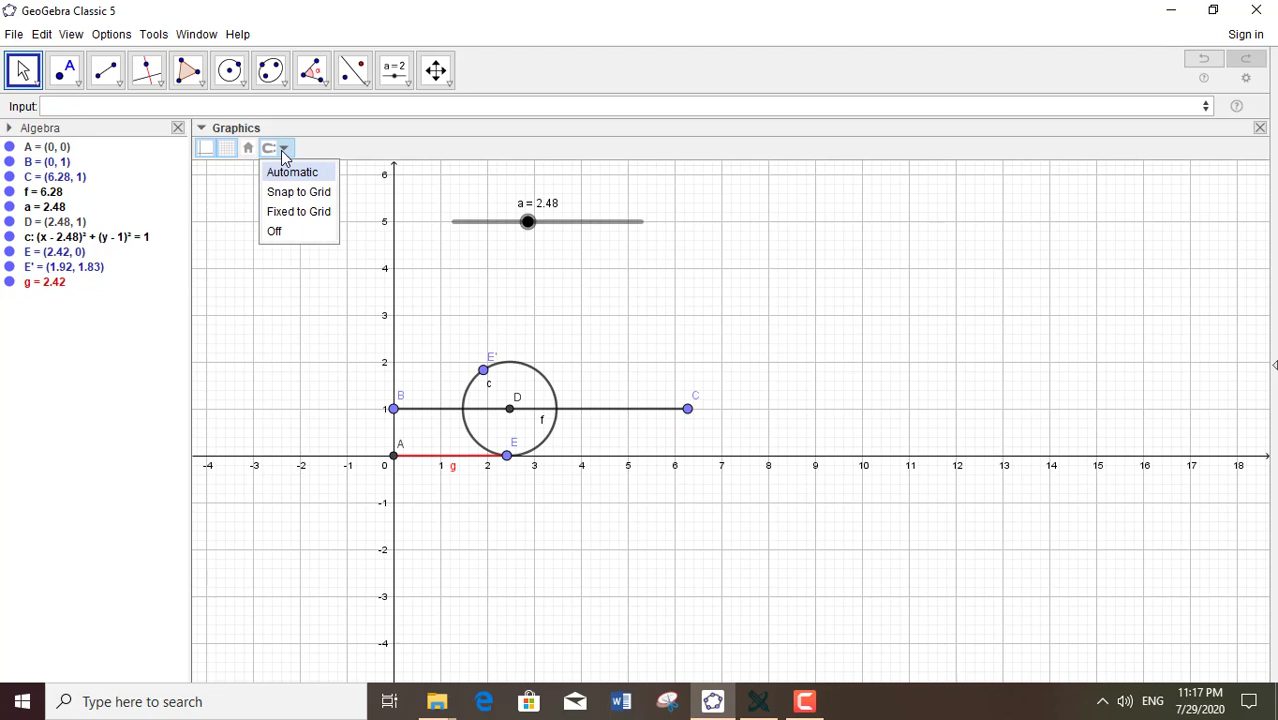 GeoGebra Classic 5
File Edit View Options Tools Window Help
Sign in
a = 2
Input:
Algebra
Graphics
A = (0, 0)
B = (0, 1)
C = (6.28, 1)
f = 6.28
a = 2.48
D = (2.48, 1)
c: (x - 2.48)² + (y - 1)² = 1
E = (2.42, 0)
E' = (1.92, 1.83)
g = 2.42
Automatic
Snap to Grid
Fixed to Grid
Off
a = 2.48
6
5
4
3
2
1
0
-1
-2
-3
-4
E'
c
B
D
C
f
A
E
g
-4 -3 -2 -1 0 1 2 3 4 5 6 7 8 9 10 11 12 13 14 15 16 17 18
Type here to search
ENG
11:17 PM
7/29/2020